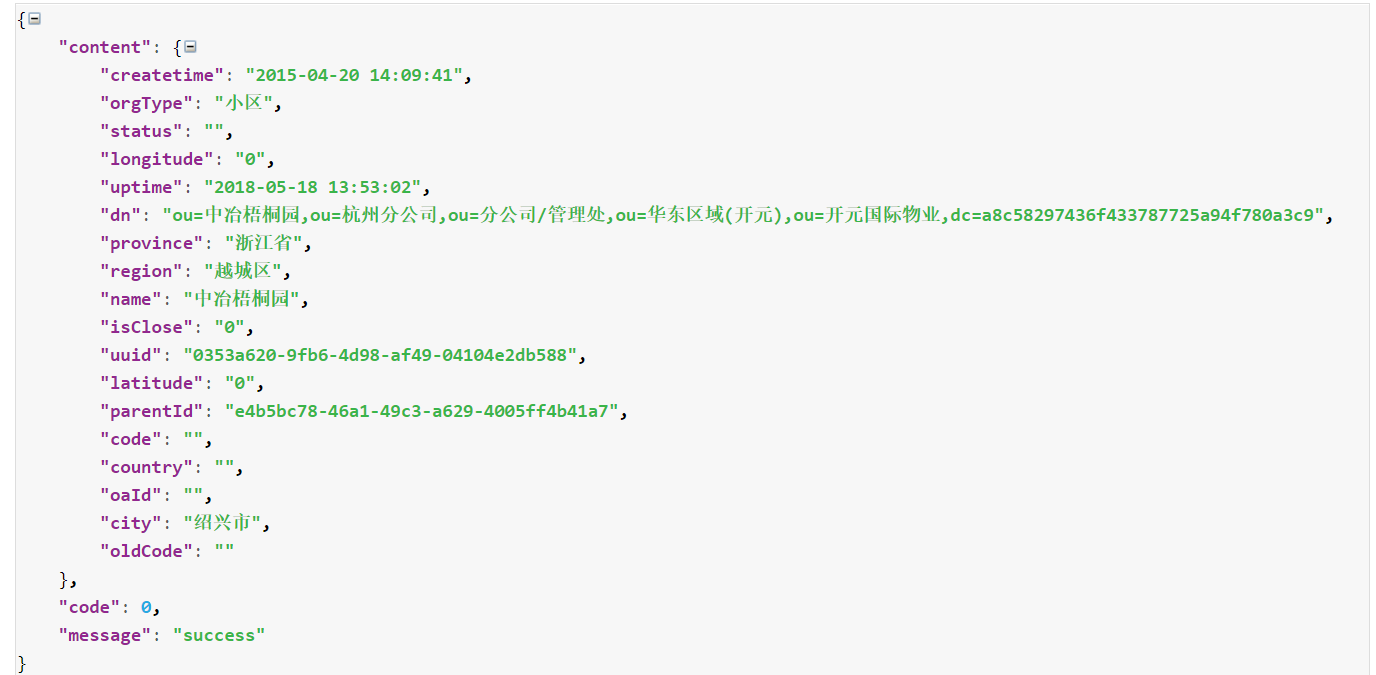 {
"content": {
"createtime": "2015-04-20 14:09:41",
"orgType": "小区",
"status": "",
"longitude": "0",
"uptime": "2018-05-18 13:53:02",
"dn": "ou=中冶梧桐园,ou=杭州分公司,ou=分公司/管理处,ou=华东区域(开元),ou=开元国际物业,dc=a8c58297436f433787725a94f780a3c9",
"province": "浙江省",
"region": "越城区",
"name": "中冶梧桐园",
"isClose": "0",
"uuid": "0353a620-9fb6-4d98-af49-04104e2db588",
"latitude": "0",
"parentId": "e4b5bc78-46a1-49c3-a629-4005ff4b41a7",
"code": "",
"country": "",
"oaId": "",
"city": "绍兴市",
"oldCode": ""
},
"code": 0,
"message": "success"
}